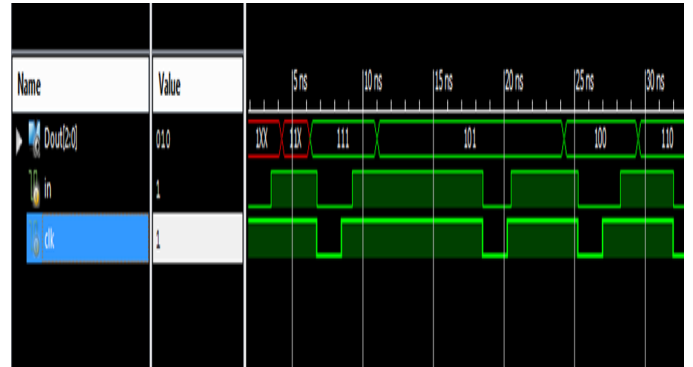 Name Value
5 ns 10 ns 15 ns 20 ns 25 ns 30 ns
Dout[2:0] 010 1XX 11X 111 101 100 110
in 1
clk 1